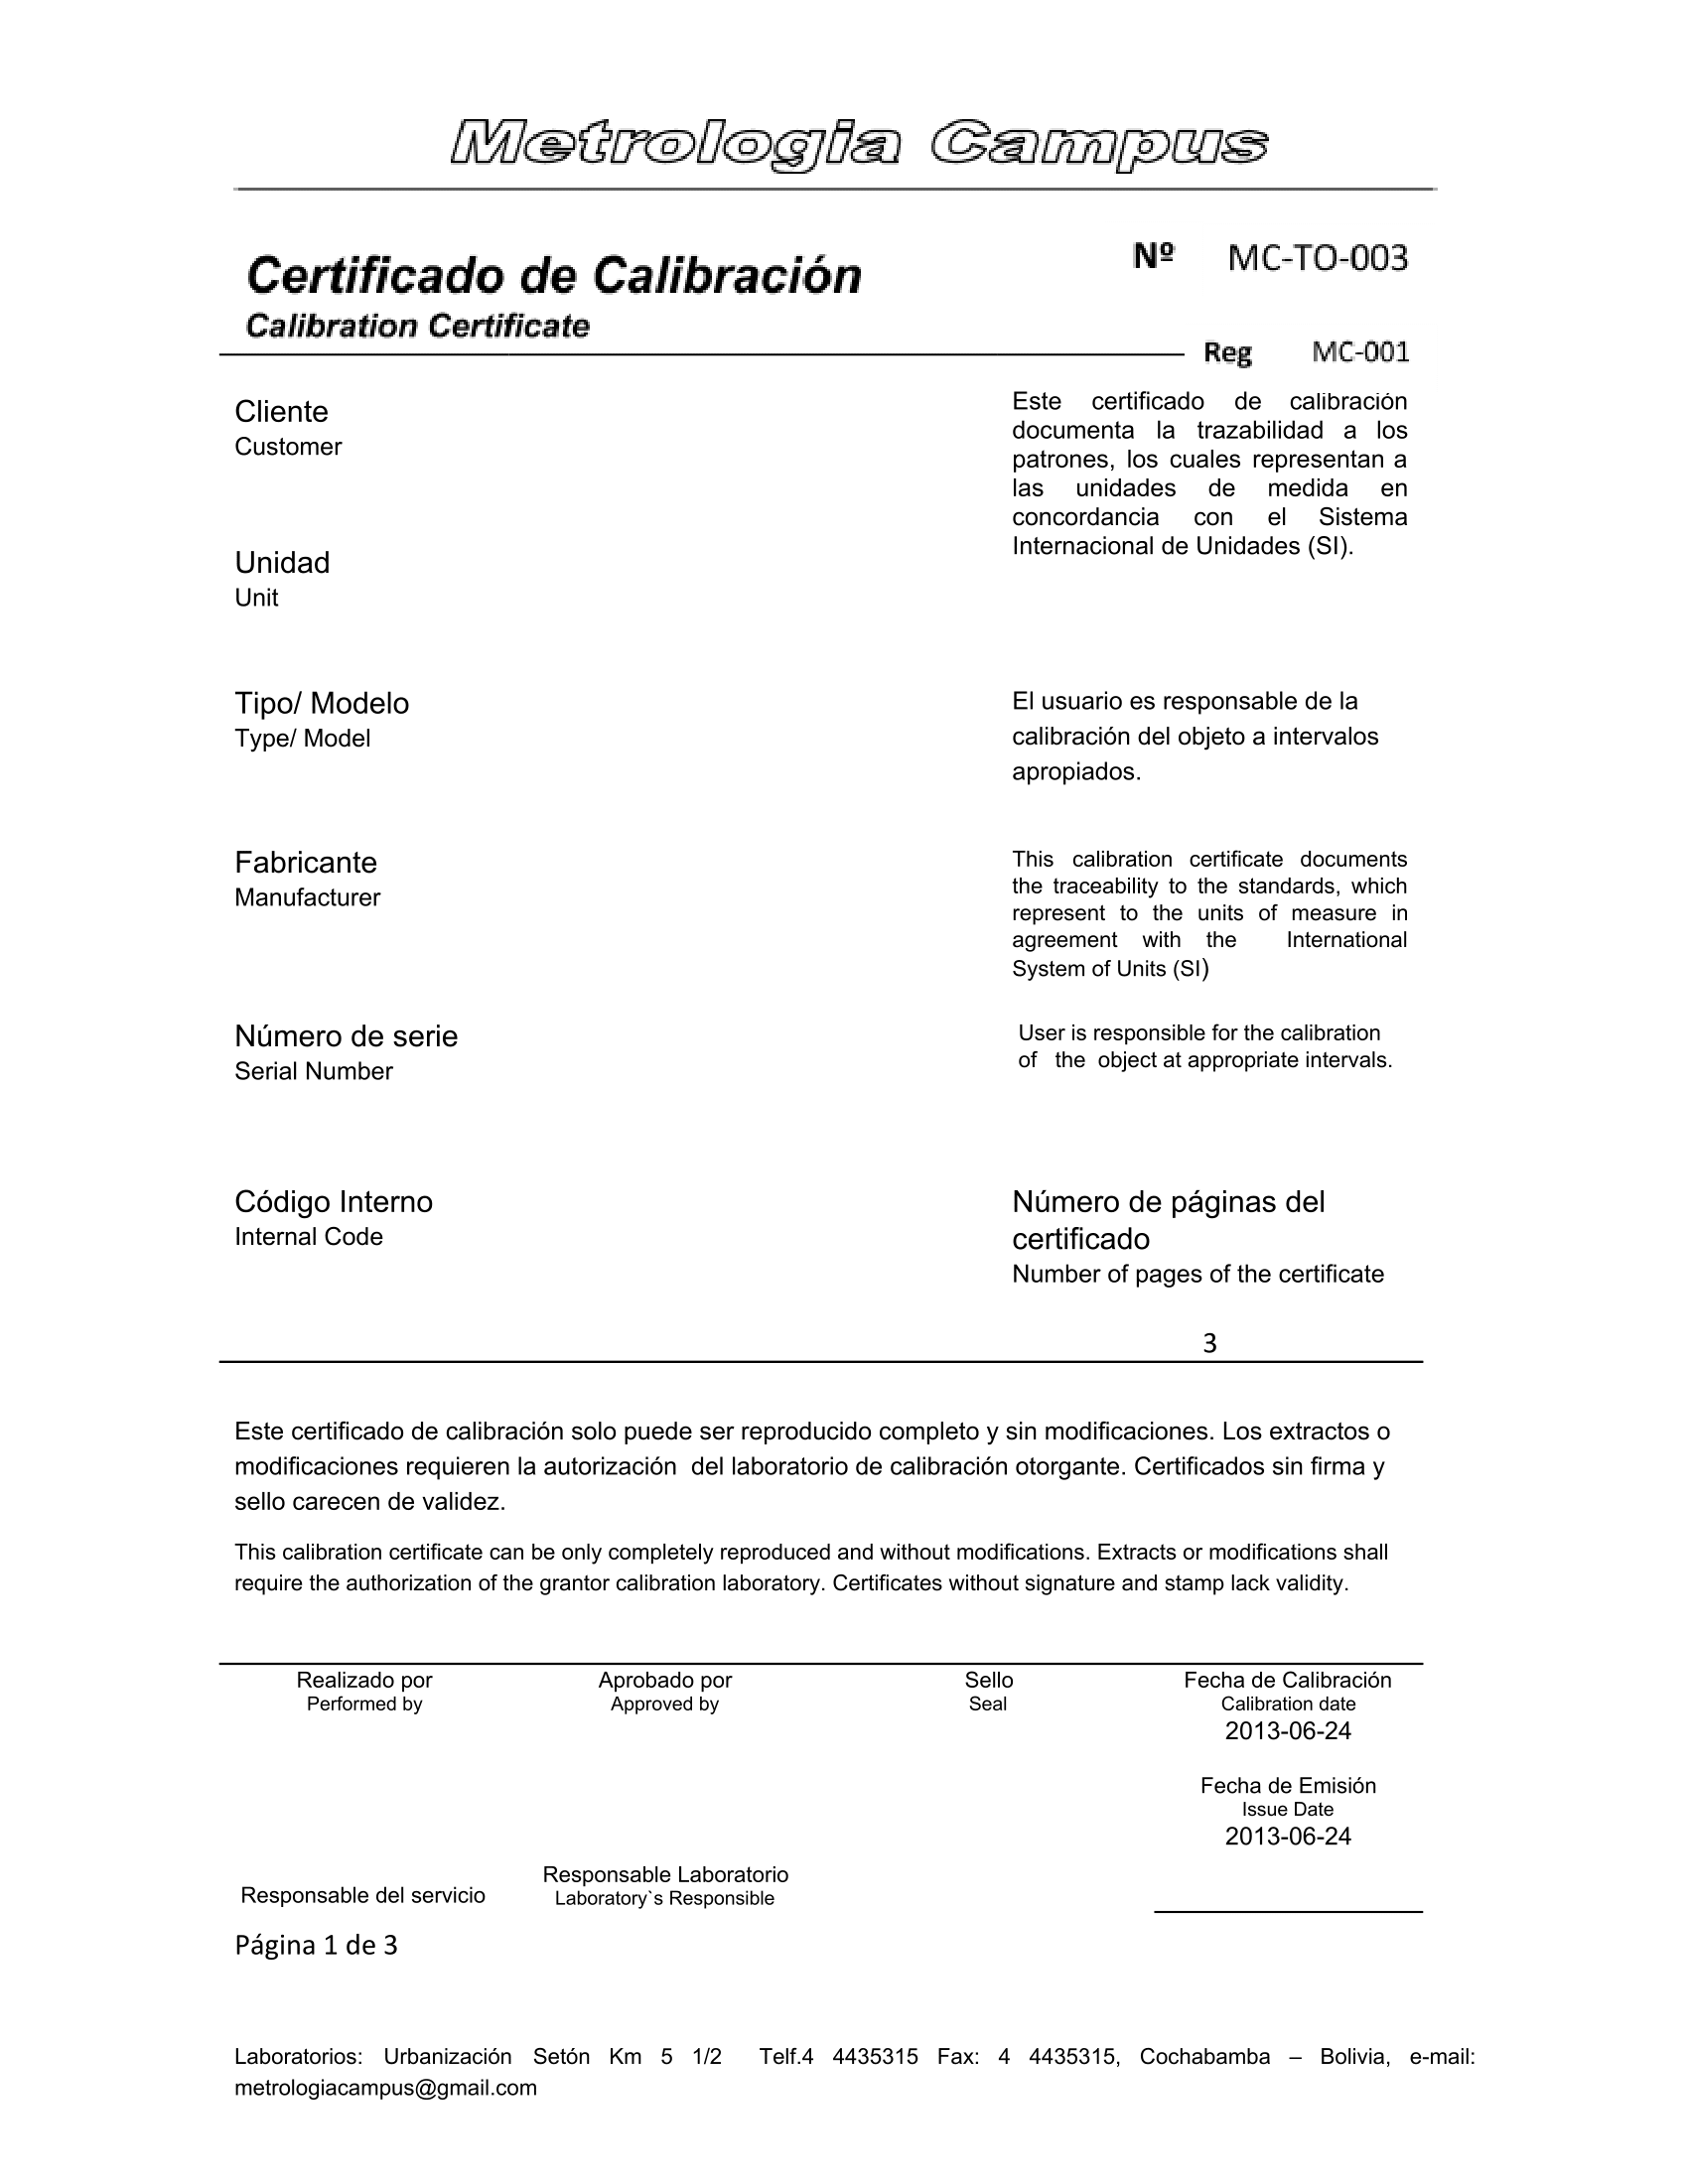 Metrologia Campus
Certificado de Calibración
Calibration Certificate
Nº MC-TO-003
Reg MC-001
Cliente
Customer
Unidad
Unit
Tipo/ Modelo
Type/ Model
Fabricante
Manufacturer
Número de serie
Serial Number
Código Interno
Internal Code
Este certificado de calibración
documenta la trazabilidad a los
patrones, los cuales representan a
las unidades de medida en
concordancia con el Sistema
Internacional de Unidades (SI).
El usuario es responsable de la
calibración del objeto a intervalos
apropiados.
This calibration certificate documents
the traceability to the standards, which
represent to the units of measure in
agreement with the International
System of Units (SI)
User is responsible for the calibration
of the object at appropriate intervals.
Número de páginas del
certificado
Number of pages of the certificate
3
Este certificado de calibración solo puede ser reproducido completo y sin modificaciones. Los extractos o
modificaciones requieren la autorización del laboratorio de calibración otorgante. Certificados sin firma y
sello carecen de validez.
This calibration certificate can be only completely reproduced and without modifications. Extracts or modifications shall
require the authorization of the grantor calibration laboratory. Certificates without signature and stamp lack validity.
Realizado por
Performed by
Responsable del servicio
Aprobado por
Approved by
Responsable Laboratorio
Laboratory`s Responsible
Sello
Seal
Fecha de Calibración
Calibration date
2013-06-24
Fecha de Emisión
Issue Date
2013-06-24
Página 1 de 3
Laboratorios: Urbanización Setón Km 5 1/2 Telf.4 4435315 Fax: 4 4435315, Cochabamba – Bolivia, e-mail:
metrologiacampus@gmail.com